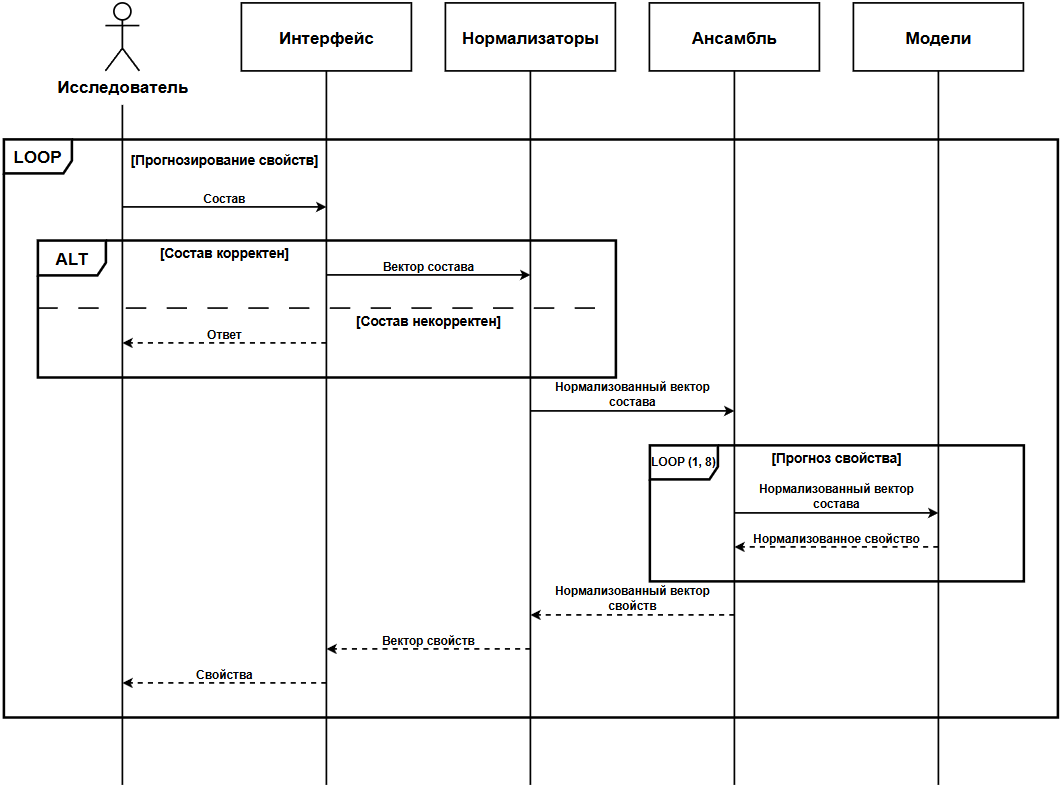 Исследователь
Интерфейс
Нормализаторы
Ансамбль
Модели
LOOP
[Прогнозирование свойств]
Состав
ALT
[Состав корректен]
Вектор состава
[Состав некорректен]
Ответ
Нормализованный вектор
состава
LOOP (1, 8)
[Прогноз свойства]
Нормализованный вектор
состава
Нормализованное свойство
Нормализованный вектор
свойств
Вектор свойств
Свойства